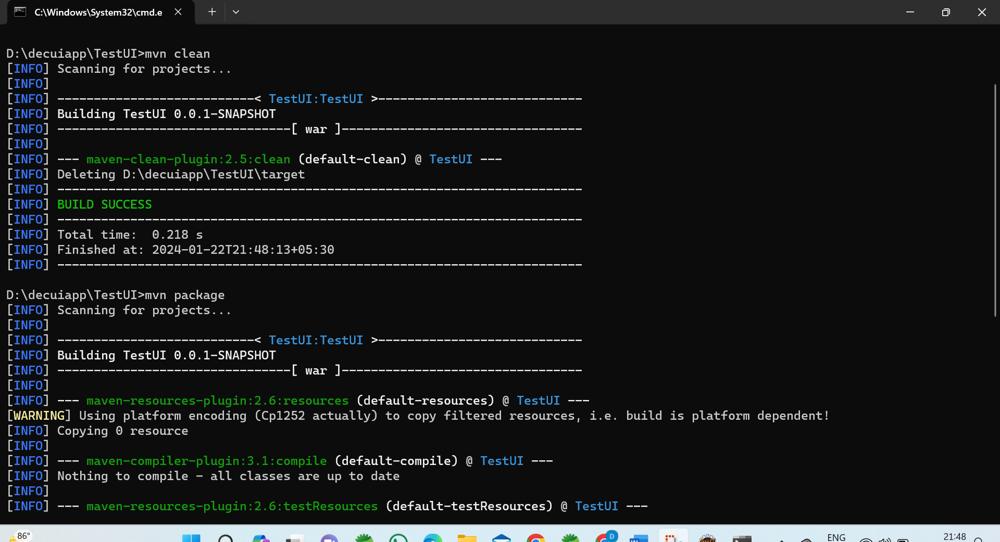 C:\Windows\System32\cmd.e
D:\decuiapp\TestUI>mvn clean
[INFO] Scanning for projects...
[INFO]
[INFO] ---------------------------< TestUI:TestUI >----------------------------
[INFO] Building TestUI 0.0.1-SNAPSHOT
[INFO] --------------------------------[ war ]---------------------------------
[INFO]
[INFO] --- maven-clean-plugin:2.5:clean (default-clean) @ TestUI ---
[INFO] Deleting D:\decuiapp\TestUI\target
[INFO] ------------------------------------------------------------------------
[INFO] BUILD SUCCESS
[INFO] ------------------------------------------------------------------------
[INFO] Total time:  0.218 s
[INFO] Finished at: 2024-01-22T21:48:13+05:30
[INFO] ------------------------------------------------------------------------
D:\decuiapp\TestUI>mvn package
[INFO] Scanning for projects...
[INFO]
[INFO] ---------------------------< TestUI:TestUI >----------------------------
[INFO] Building TestUI 0.0.1-SNAPSHOT
[INFO] --------------------------------[ war ]---------------------------------
[INFO]
[INFO] --- maven-resources-plugin:2.6:resources (default-resources) @ TestUI ---
[WARNING] Using platform encoding (Cp1252 actually) to copy filtered resources, i.e. build is platform dependent!
[INFO] Copying 0 resource
[INFO]
[INFO] --- maven-compiler-plugin:3.1:compile (default-compile) @ TestUI ---
[INFO] Nothing to compile - all classes are up to date
[INFO]
[INFO] --- maven-resources-plugin:2.6:testResources (default-testResources) @ TestUI ---
86°
D
ENG
21:48